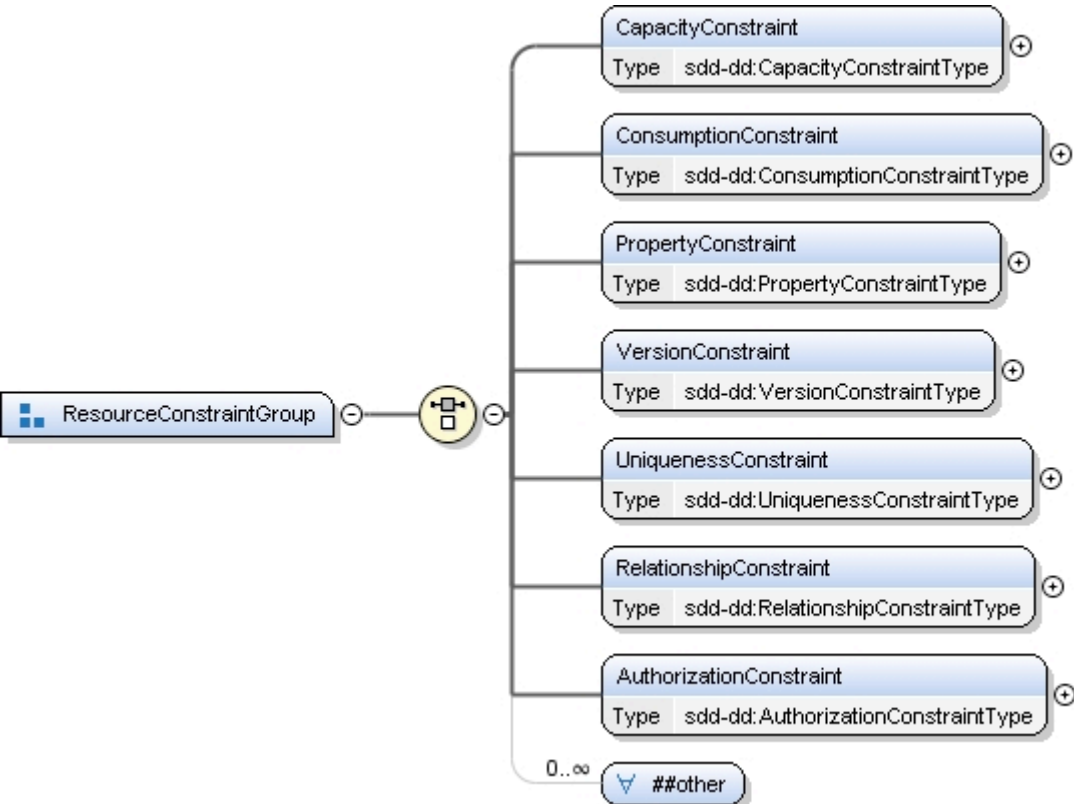 CapacityConstraint
Type sdd-dd:CapacityConstraintType
ConsumptionConstraint
Type sdd-dd:ConsumptionConstraintType
PropertyConstraint
Type sdd-dd:PropertyConstraintType
VersionConstraint
Type sdd-dd:VersionConstraintType
ResourceConstraintGroup
UniquenessConstraint
Type sdd-dd:UniquenessConstraintType
RelationshipConstraint
Type sdd-dd:RelationshipConstraintType
AuthorizationConstraint
Type sdd-dd:AuthorizationConstraintType
0..∞
∀ ##other